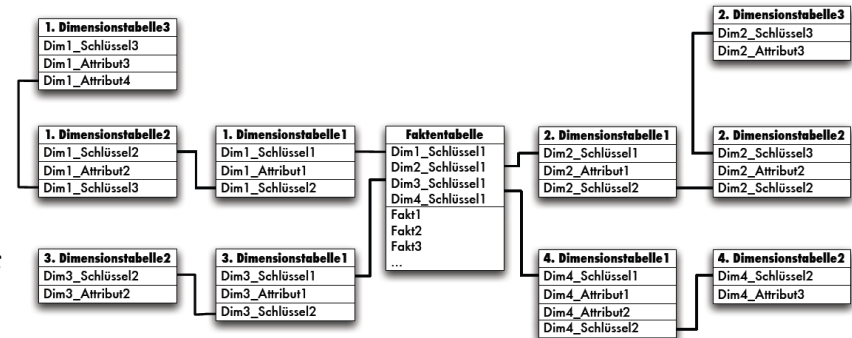 1. Dimensionstabelle3
Dim1_Schlüssel3
Dim1_Attribut3
Dim1_Attribut4
2. Dimensionstabelle3
Dim2_Schlüssel3
Dim2_Attribut3
1. Dimensionstabelle2
Dim1_Schlüssel2
Dim1_Attribut2
Dim1_Schlüssel3
1. Dimensionstabelle1
Dim1_Schlüssel1
Dim1_Attribut1
Dim1_Schlüssel2
Faktentabelle
Dim1_Schlüssel1
Dim2_Schlüssel1
Dim3_Schlüssel1
Dim4_Schlüssel1
Fakt1
Fakt2
Fakt3
...
2. Dimensionstabelle1
Dim2_Schlüssel1
Dim2_Attribut1
Dim2_Schlüssel2
2. Dimensionstabelle2
Dim2_Schlüssel3
Dim2_Attribut2
Dim2_Schlüssel2
3. Dimensionstabelle2
Dim3_Schlüssel2
Dim3_Attribut2
3. Dimensionstabelle1
Dim3_Schlüssel1
Dim3_Attribut1
Dim3_Schlüssel2
4. Dimensionstabelle1
Dim4_Schlüssel1
Dim4_Attribut1
Dim4_Attribut2
Dim4_Schlüssel2
4. Dimensionstabelle2
Dim4_Schlüssel2
Dim4_Attribut3